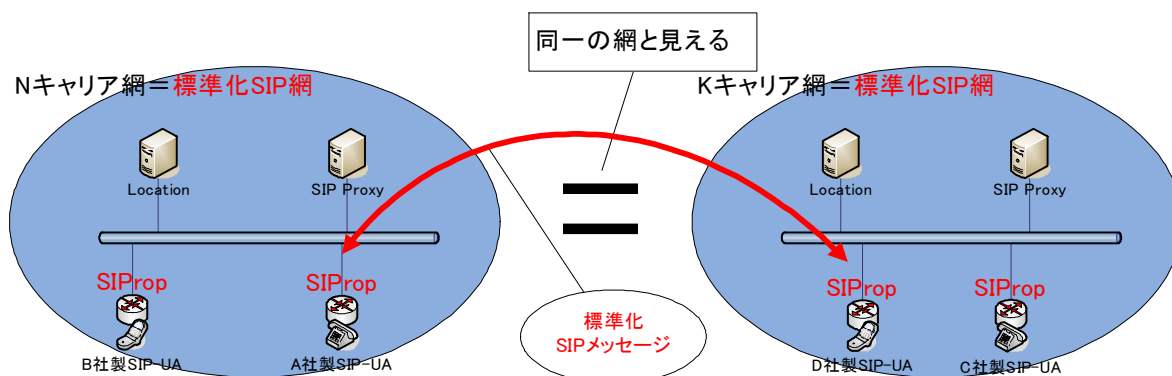 同一の網と見える
Nキャリア網=標準化SIP網
Kキャリア網=標準化SIP網
Location
SIP Proxy
Location
SIP Proxy
SIProp
SIProp
SIProp
SIProp
標準化
SIPメッセージ
B社製SIP-UA
A社製SIP-UA
D社製SIP-UA
C社製SIP-UA